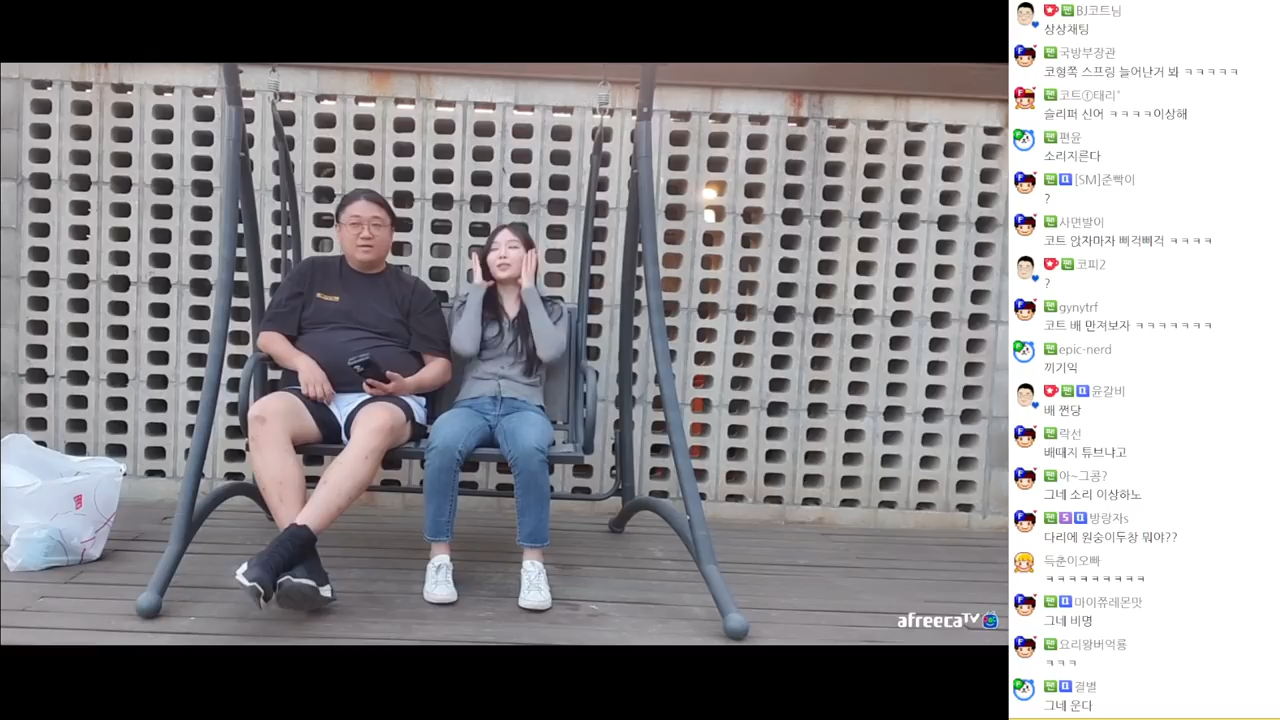 BJ코트님
상상채팅
국방부장관
코형쪽 스프링 늘어난거 봐 ㅋㅋㅋㅋㅋ
코트ⓕ태리*
슬리퍼 신어 ㅋㅋㅋㅋ이상해
편윤
소리지른다
[SM]준빡이
?
사면발이
코트 앉자마자 삐걱삐걱 ㅋㅋㅋㅋ
코피2
?
gynytrf
코트 배 만져보자 ㅋㅋㅋㅋㅋㅋㅋ
epic-nerd
끼기익
윤갈비
배 쩐당
락선
배때지 튜브냐고
아~그콩?
그네 소리 이상하노
방랑자s
다리에 원숭이두창 뭐야??
득춘이오빠
ㅋㅋㅋㅋㅋㅋㅋㅋㅋ
마이쮸레몬맛
그네 비명
요리왕버억룡
ㅋㅋㅋ
결별
그네 운다
afreecaTV